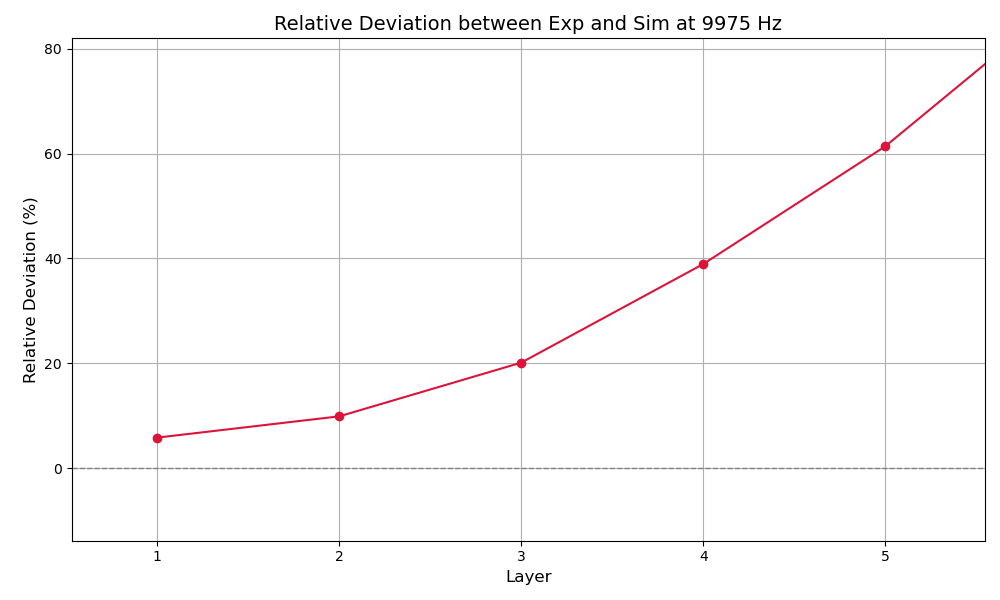 Relative Deviation between Exp and Sim at 9975 Hz
80
60
40
20
0
Relative Deviation (%)
1 2 3 4 5
Layer